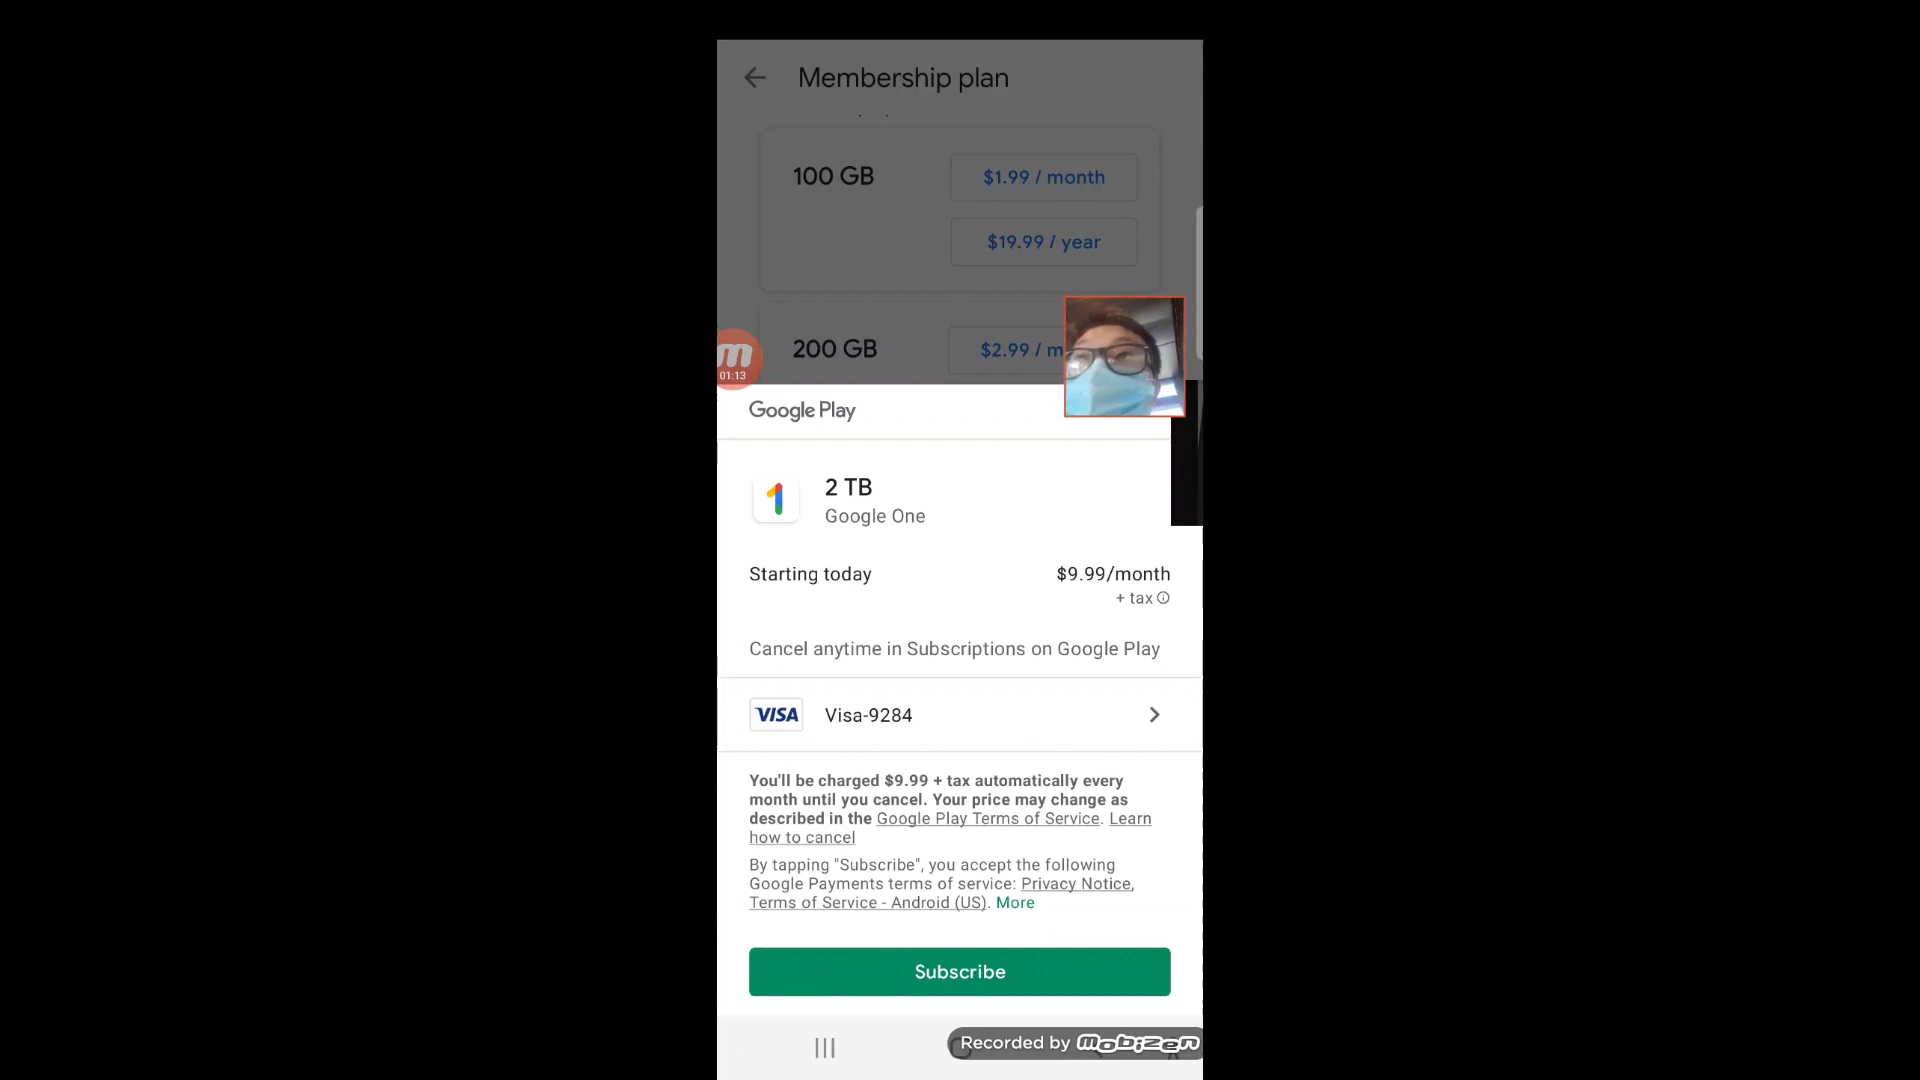 Membership plan
100 GB
$1.99 / month
$19.99 / year
200 GB
$2.99 / m
01:13
Google Play
2 TB
Google One
Starting today
$9.99/month
+ tax
Cancel anytime in Subscriptions on Google Play
VISA
Visa-9284
You'll be charged $9.99 + tax automatically every
month until you cancel. Your price may change as
described in the Google Play Terms of Service. Learn
how to cancel
By tapping "Subscribe", you accept the following
Google Payments terms of service: Privacy Notice,
Terms of Service - Android (US). More
Subscribe
Recorded by mobizen